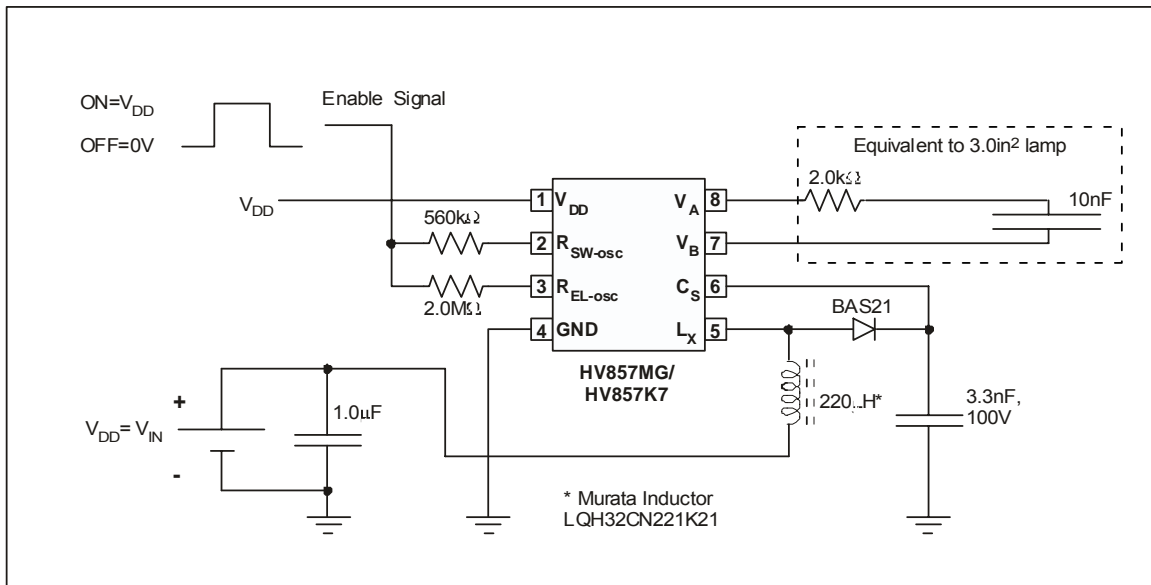 ON=V_DD
Enable Signal
OFF=0V
Equivalent to 3.0in² lamp
2.0kΩ
10nF
V_DD
1 V_DD
V_A 8
560kΩ
2 R_SW-osc
V_B 7
3 R_EL-osc
C_S 6
2.0MΩ
BAS21
4 GND
L_X 5
HV857MG/
HV857K7
+
1.0μF
220 H*
3.3nF,
100V
V_DD = V_IN
-
* Murata Inductor
LQH32CN221K21